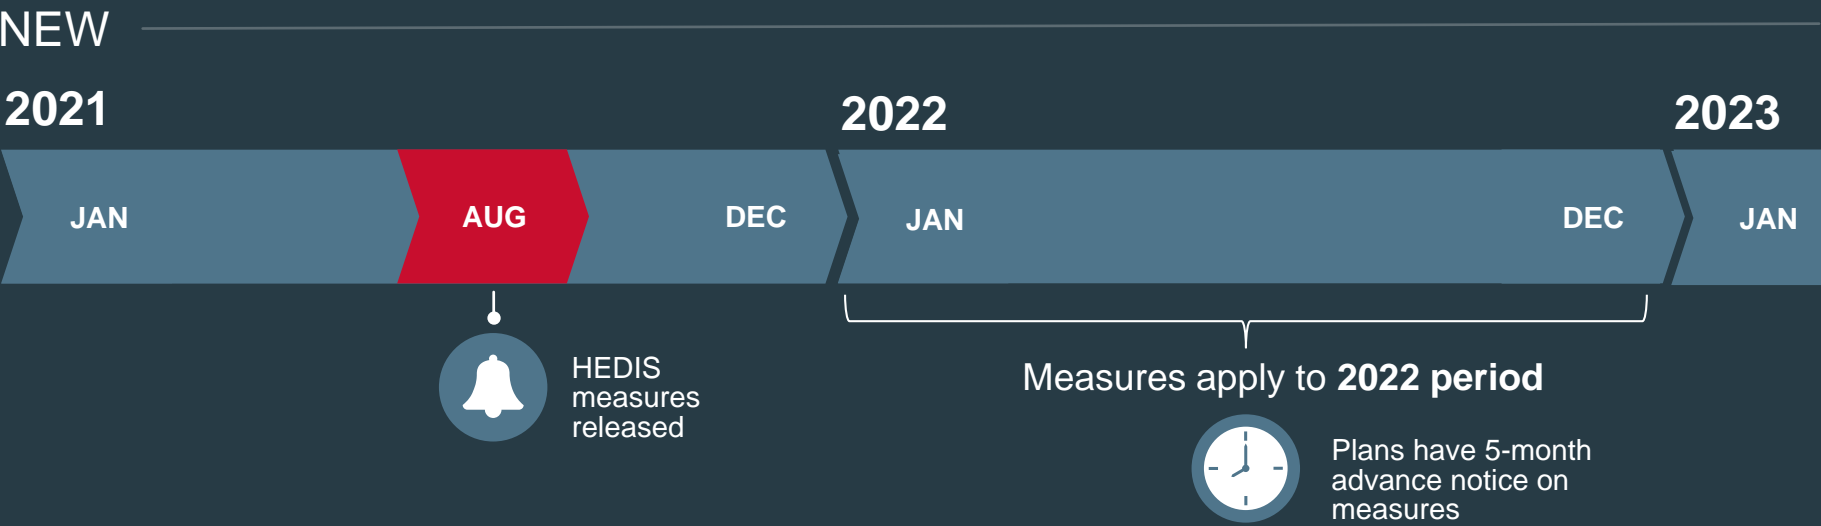 NEW
2021
2022
2023
JAN
AUG
DEC
JAN
DEC
JAN
HEDIS
measures
released
Measures apply to 2022 period
Plans have 5-month
advance notice on
measures